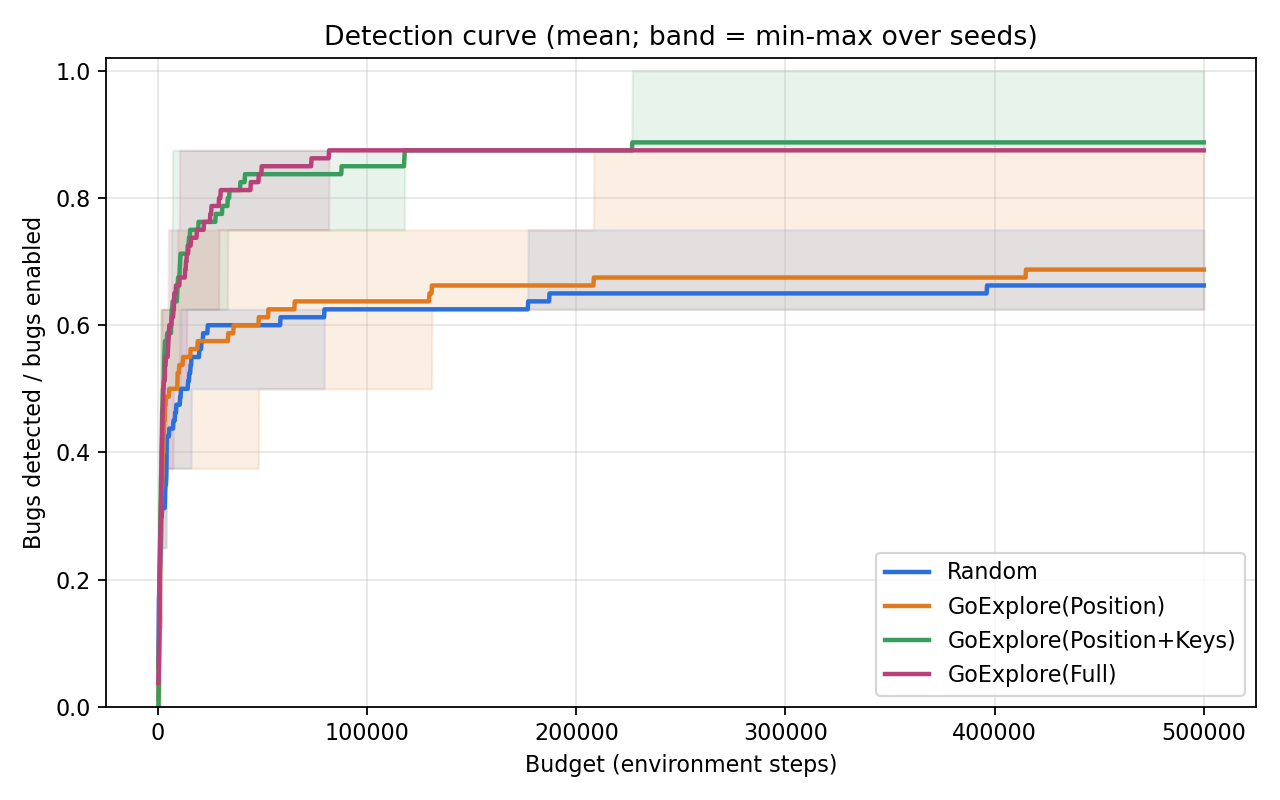 Detection curve (mean; band = min-max over seeds)
Bugs detected / bugs enabled
1.0
0.8
0.6
0.4
0.2
0.0
Random
GoExplore(Position)
GoExplore(Position+Keys)
GoExplore(Full)
0 100000 200000 300000 400000 500000
Budget (environment steps)